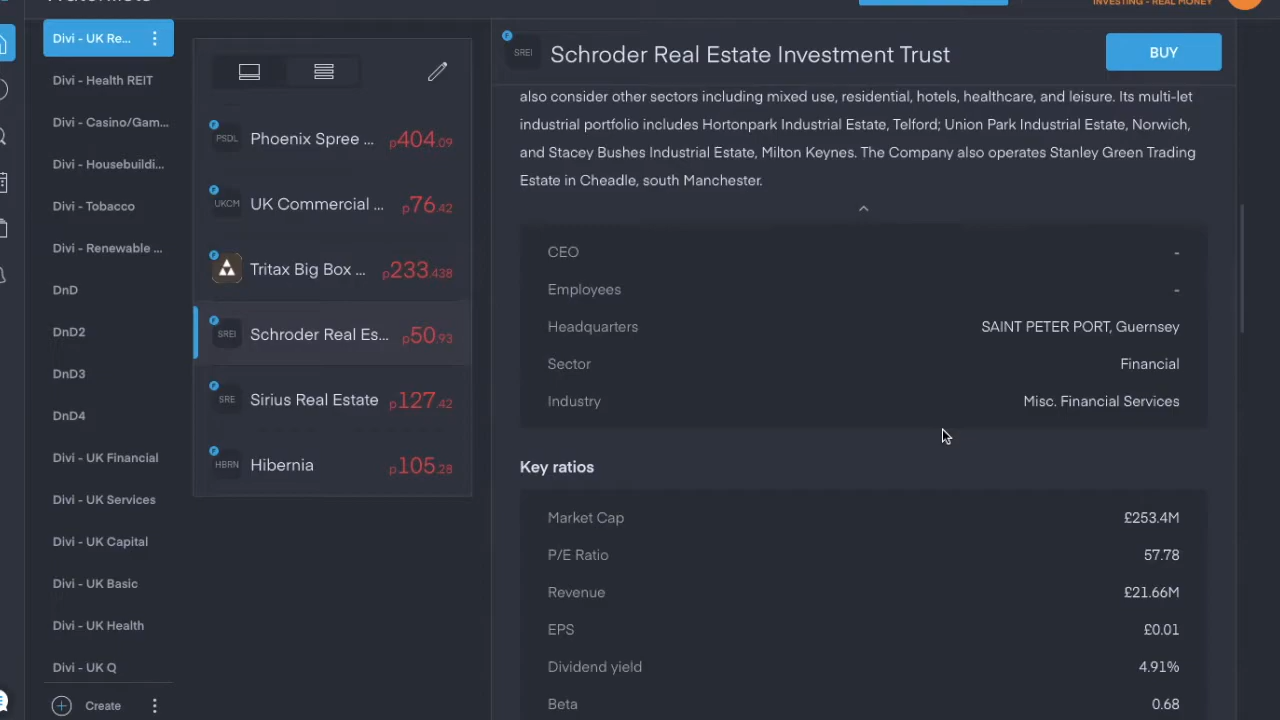 INVESTING - REAL MONEY
Divi - UK Re...
Divi - Health REIT
Divi - Casino/Gam...
Divi - Housebuildi...
Divi - Tobacco
Divi - Renewable ...
DnD
DnD2
DnD3
DnD4
Divi - UK Financial
Divi - UK Services
Divi - UK Capital
Divi - UK Basic
Divi - UK Health
Divi - UK Q
Create
F PSDL Phoenix Spree ... p404.09
F UKCM UK Commercial ... p76.42
F Tritax Big Box ... p233.438
F SREI Schroder Real Es... p50.93
F SRE Sirius Real Estate p127.42
F HBRN Hibernia p105.28
F SREI Schroder Real Estate Investment Trust
BUY
also consider other sectors including mixed use, residential, hotels, healthcare, and leisure. Its multi-let
industrial portfolio includes Hortonpark Industrial Estate, Telford; Union Park Industrial Estate, Norwich,
and Stacey Bushes Industrial Estate, Milton Keynes. The Company also operates Stanley Green Trading
Estate in Cheadle, south Manchester.
CEO -
Employees -
Headquarters SAINT PETER PORT, Guernsey
Sector Financial
Industry Misc. Financial Services
Key ratios
Market Cap £253.4M
P/E Ratio 57.78
Revenue £21.66M
EPS £0.01
Dividend yield 4.91%
Beta 0.68